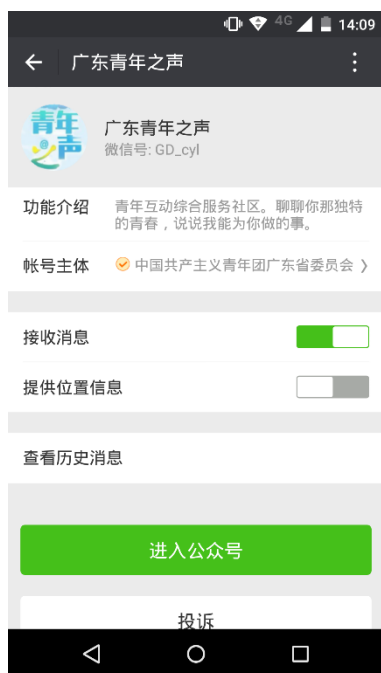 4G 14:09
广东青年之声
青年
之声
广东青年之声
微信号: GD_cyl
功能介绍 青年互动综合服务社区。聊聊你那独特
的青春，说说我能为你做的事。
帐号主体 中国共产主义青年团广东省委员会
接收消息
提供位置信息
查看历史消息
进入公众号
投诉